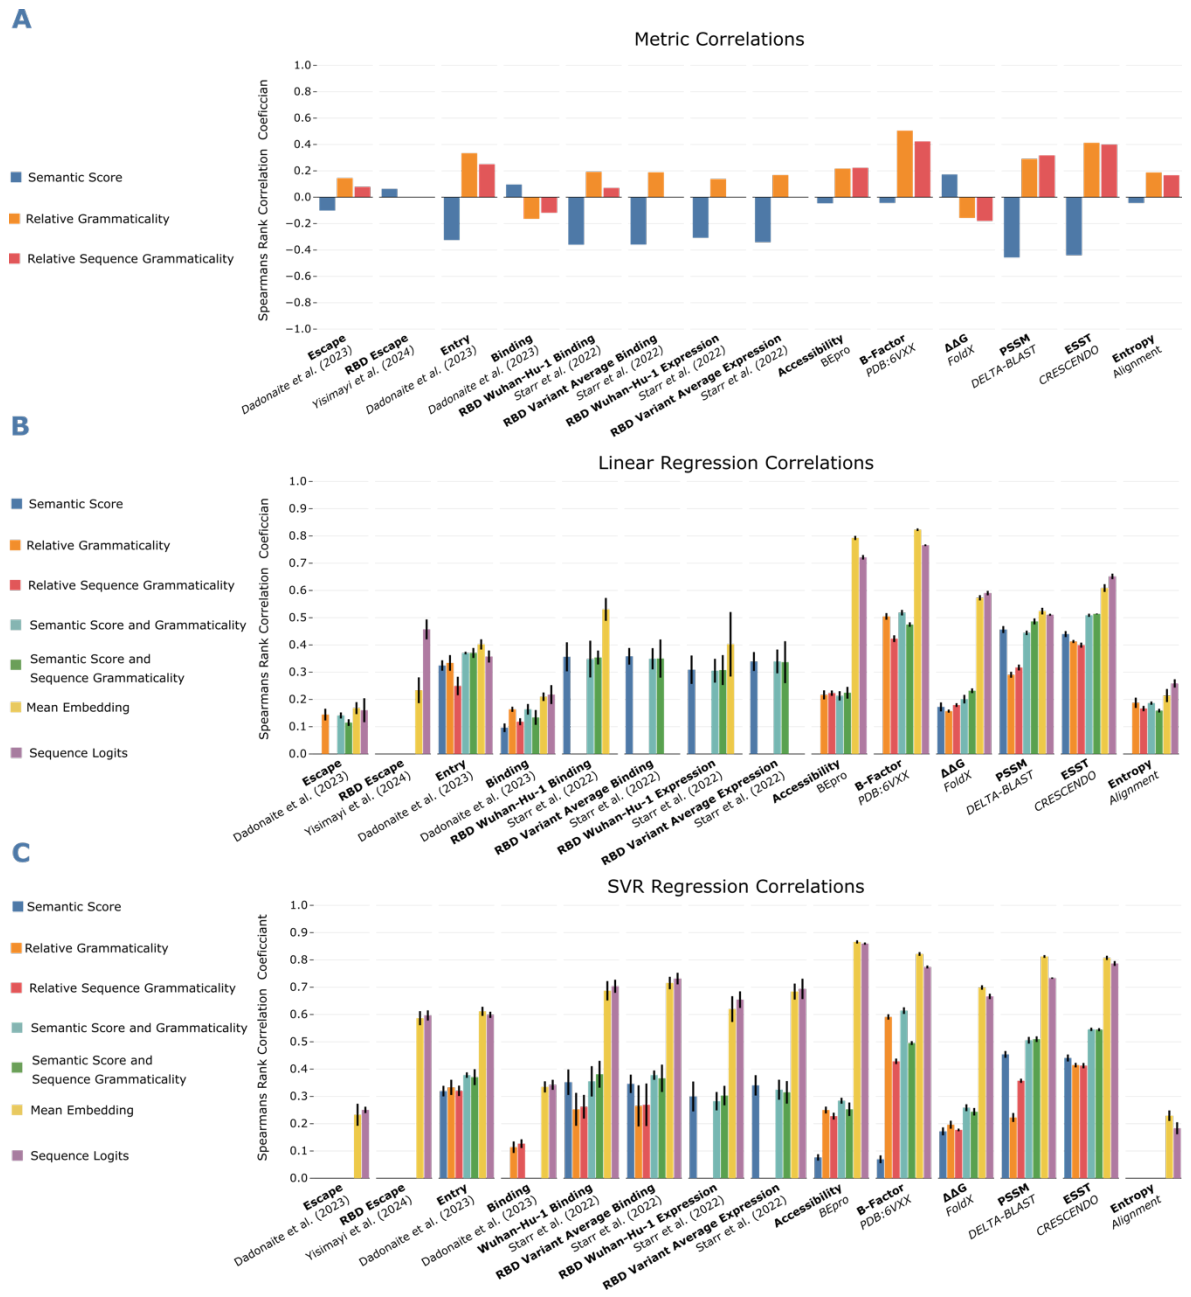 A
Metric Correlations
Spearmans Rank Correlation Coeficcian
1.0
0.8
0.6
0.4
0.2
0.0
−0.2
−0.4
−0.6
−0.8
−1.0
Semantic Score
Relative Grammaticality
Relative Sequence Grammaticality
Escape
Dadonaite et al. (2023)
RBD Escape
Yisimayi et al. (2024)
Entry
Dadonaite et al. (2023)
Binding
Dadonaite et al. (2023)
RBD Wuhan-Hu-1 Binding
Starr et al. (2022)
RBD Variant Average Binding
Starr et al. (2022)
RBD Wuhan-Hu-1 Expression
Starr et al. (2022)
RBD Variant Average Expression
Starr et al. (2022)
Accessibility
BEpro
B-Factor
PDB:6VXX
ΔΔG
FoldX
PSSM
DELTA-BLAST
ESST
CRESCENDO
Entropy
Alignment
B
Linear Regression Correlations
Spearmans Rank Correlation Coeficcian
1.0
0.9
0.8
0.7
0.6
0.5
0.4
0.3
0.2
0.1
0.0
Semantic Score
Relative Grammaticality
Relative Sequence Grammaticality
Semantic Score and Grammaticality
Semantic Score and
Sequence Grammaticality
Mean Embedding
Sequence Logits
Escape
Dadonaite et al. (2023)
RBD Escape
Yisimayi et al. (2024)
Entry
Dadonaite et al. (2023)
Binding
Dadonaite et al. (2023)
RBD Wuhan-Hu-1 Binding
Starr et al. (2022)
RBD Variant Average Binding
Starr et al. (2022)
RBD Wuhan-Hu-1 Expression
Starr et al. (2022)
RBD Variant Average Expression
Starr et al. (2022)
Accessibility
BEpro
B-Factor
PDB:6VXX
ΔΔG
FoldX
PSSM
DELTA-BLAST
ESST
CRESCENDO
Entropy
Alignment
C
SVR Regression Correlations
Spearmans Rank Correlation Coeficciant
1.0
0.9
0.8
0.7
0.6
0.5
0.4
0.3
0.2
0.1
0.0
Semantic Score
Relative Grammaticality
Relative Sequence Grammaticality
Semantic Score and Grammaticality
Semantic Score and
Sequence Grammaticality
Mean Embedding
Sequence Logits
Escape
Dadonaite et al. (2023)
RBD Escape
Yisimayi et al. (2024)
Entry
Dadonaite et al. (2023)
Binding
Dadonaite et al. (2023)
Wuhan-Hu-1 Binding
Starr et al. (2022)
RBD Variant Average Binding
Starr et al. (2022)
RBD Wuhan-Hu-1 Expression
Starr et al. (2022)
RBD Variant Average Expression
Starr et al. (2022)
Accessibility
BEpro
B-Factor
PDB:6VXX
ΔΔG
FoldX
PSSM
DELTA-BLAST
ESST
CRESCENDO
Entropy
Alignment